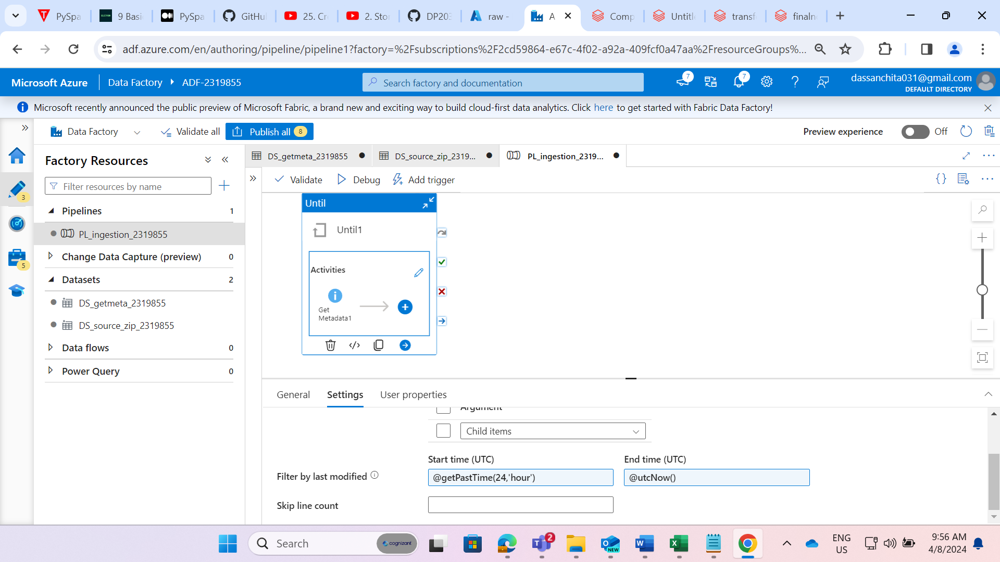 PySpa
9 Basi
PySpa
GitHu
25. Cr
2. Stor
DP203
raw -
A
Comp
Untitl
transf
finaln
adf.azure.com/en/authoring/pipeline/pipeline1?factory=%2Fsubscriptions%2F2cd59864-e67c-4f02-a92a-409fcf0a47aa%2FresourceGroups%...
Microsoft Azure
Data Factory
ADF-2319855
Search factory and documentation
7
7
dassanchita031@gmail.com
DEFAULT DIRECTORY
Microsoft recently announced the public preview of Microsoft Fabric, a brand new and exciting way to build cloud-first data analytics. Click here to get started with Fabric Data Factory!
Data Factory
Validate all
Publish all 8
Preview experience
Off
Factory Resources
DS_getmeta_2319855
DS_source_zip_2319...
PL_ingestion_2319...
Filter resources by name
Validate
Debug
Add trigger
3
5
Pipelines 1
PL_ingestion_2319855
Change Data Capture (preview) 0
Datasets 2
DS_getmeta_2319855
DS_source_zip_2319855
Data flows 0
Power Query 0
Until
Until1
Activities
Get
Metadata1
General
Settings
User properties
Argument
Child items
Start time (UTC)
End time (UTC)
Filter by last modified
@getPastTime(24,'hour')
@utcNow()
Skip line count
Search
cognizant
2
NEW
ENG
US
9:56 AM
4/8/2024